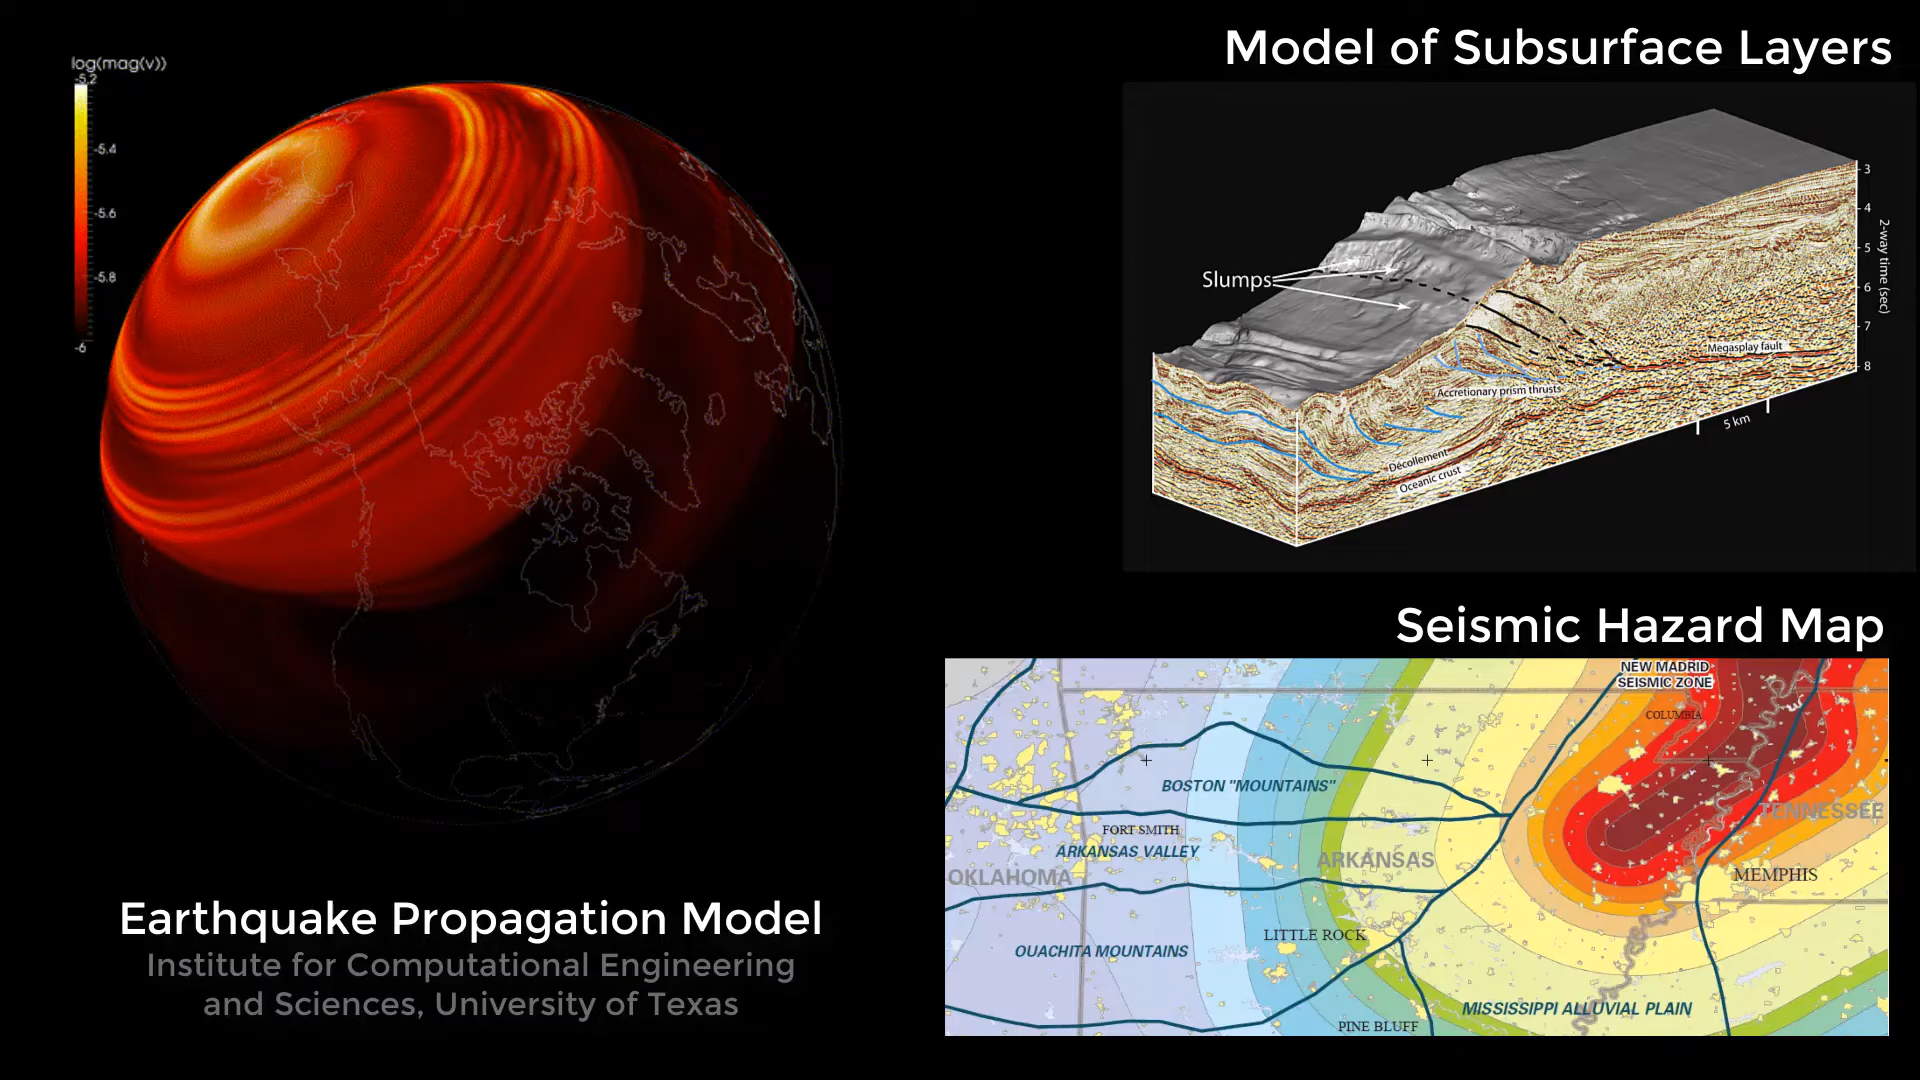 log(mag(v))
-5.2
-5.4
-5.6
-5.8
-6
Earthquake Propagation Model
Institute for Computational Engineering
and Sciences, University of Texas
Model of Subsurface Layers
3
4
5
6
7
8
2-way time (sec)
Slumps
Megasplay fault
Accretionary prism thrusts
5 km
Décollement
Oceanic crust
Seismic Hazard Map
NEW MADRID
SEISMIC ZONE
COLUMBIA
BOSTON "MOUNTAINS"
TENNESSEE
FORT SMITH
ARKANSAS VALLEY
ARKANSAS
OKLAHOMA
MEMPHIS
LITTLE ROCK
OUACHITA MOUNTAINS
MISSISSIPPI ALLUVIAL PLAIN
PINE BLUFF